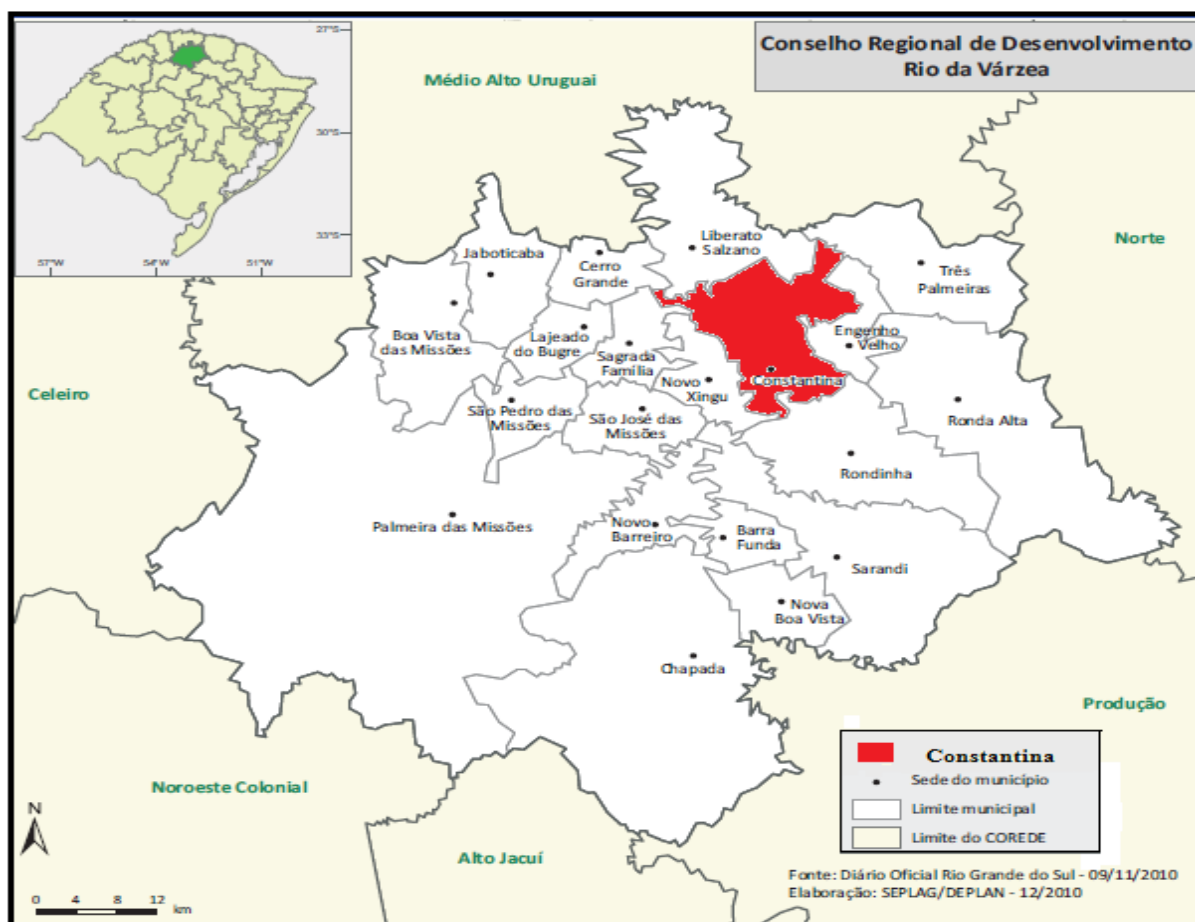 Conselho Regional de Desenvolvimento
Rio da Várzea
27°S
30°S
33°S
57°W
54°W
51°W
Médio Alto Uruguai
Norte
Celeiro
Produção
Noroeste Colonial
Alto Jacuí
Liberato
Salzano
Jaboticaba
Cerro
Grande
Três
Palmeiras
Boa Vista
das Missões
Lajeado
do Bugre
Sagrada
Família
Engenho
Velho
Novo
Xingu
Constantina
São Pedro das
Missões
São José das
Missões
Ronda Alta
Rondinha
Palmeira das Missões
Novo
Barreiro
Barra
Funda
Sarandi
Nova
Boa Vista
Chapada
Constantina
Sede do município
Limite municipal
Limite do COREDE
N
0 4 8 12
km
Fonte: Diário Oficial Rio Grande do Sul - 09/11/2010
Elaboração: SEPLAG/DEPLAN - 12/2010